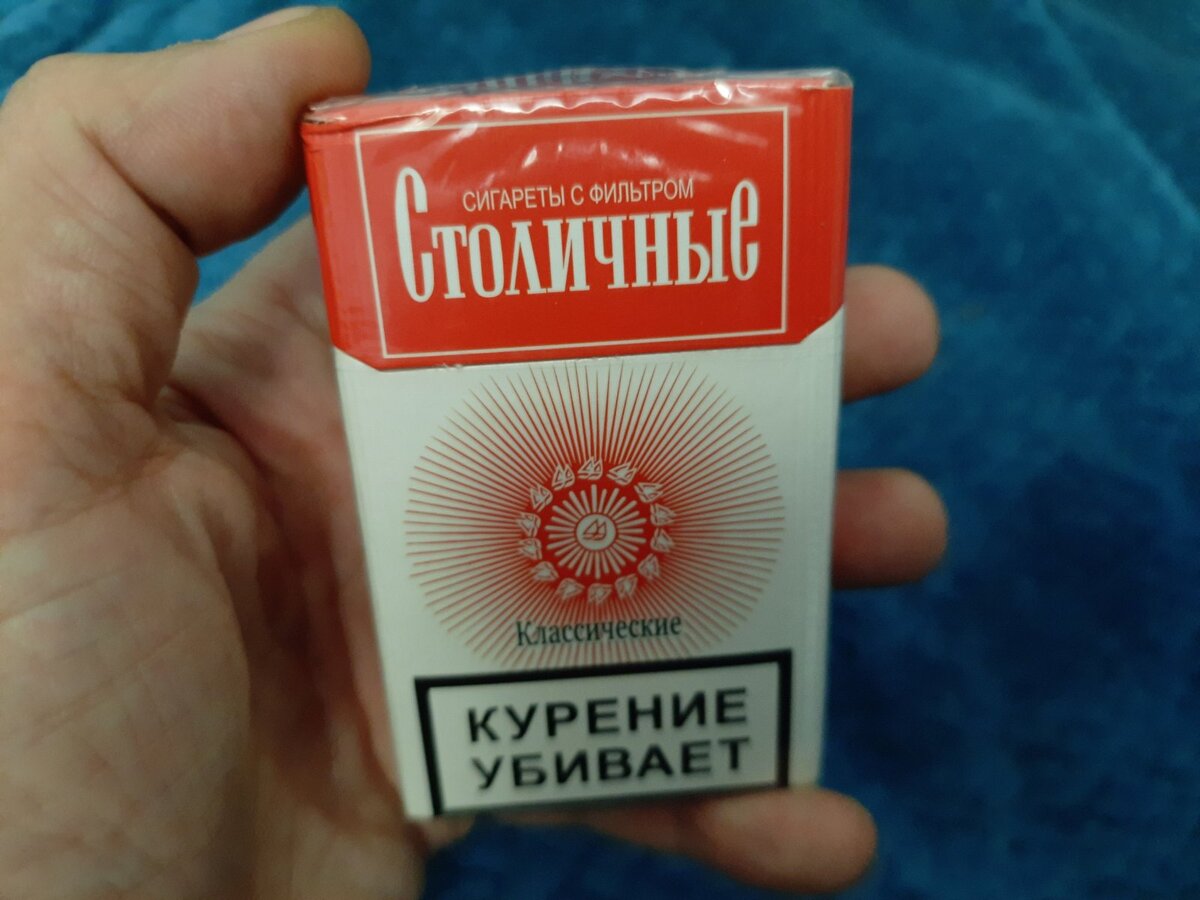 СИГАРЕТЫ С ФИЛЬТРОМ
Столичные
Классические
КУРЕНИЕ
УБИВАЕТ